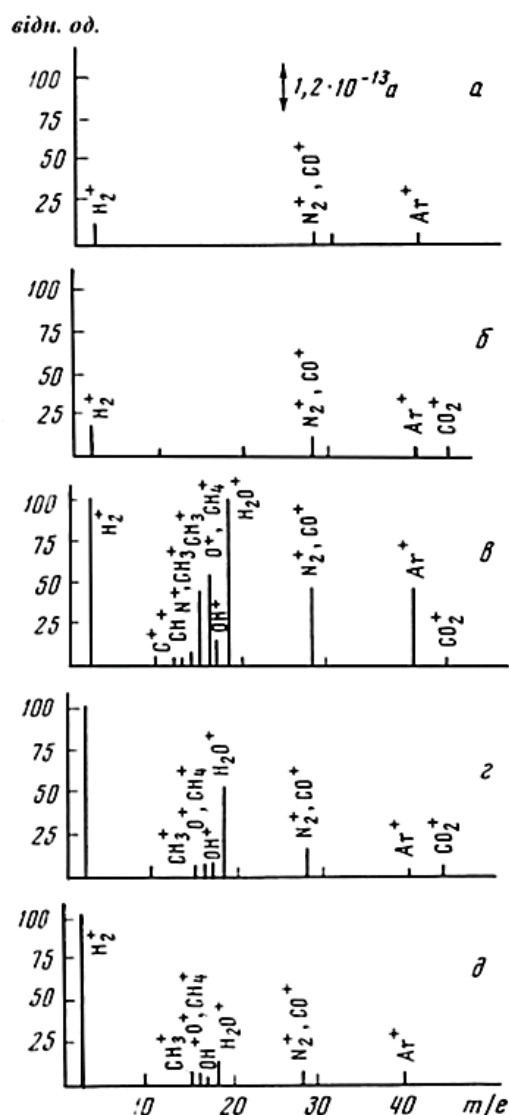 відн. од.
100
75
50
25
1,2·10⁻¹³а
а
H₂⁺
N₂⁺, CO⁺
Ar⁺
100
75
50
25
б
H₂⁺
N₂⁺, CO⁺
Ar⁺
CO₂⁺
100
75
50
25
в
H₂⁺
C⁺
CH⁺
N⁺, CH₃⁺
CH₃⁺
O⁺, CH₄⁺
OH⁺
H₂O⁺
N₂⁺, CO⁺
Ar⁺
CO₂⁺
100
75
50
25
г
CH₃⁺
O⁺, CH₄⁺
OH⁺
H₂O⁺
N₂⁺, CO⁺
Ar⁺
CO₂⁺
100
75
50
25
д
H₂⁺
CH₃⁺
O⁺, CH₄⁺
OH⁺
H₂O⁺
N₂⁺, CO⁺
Ar⁺
10 20 30 40 m/e